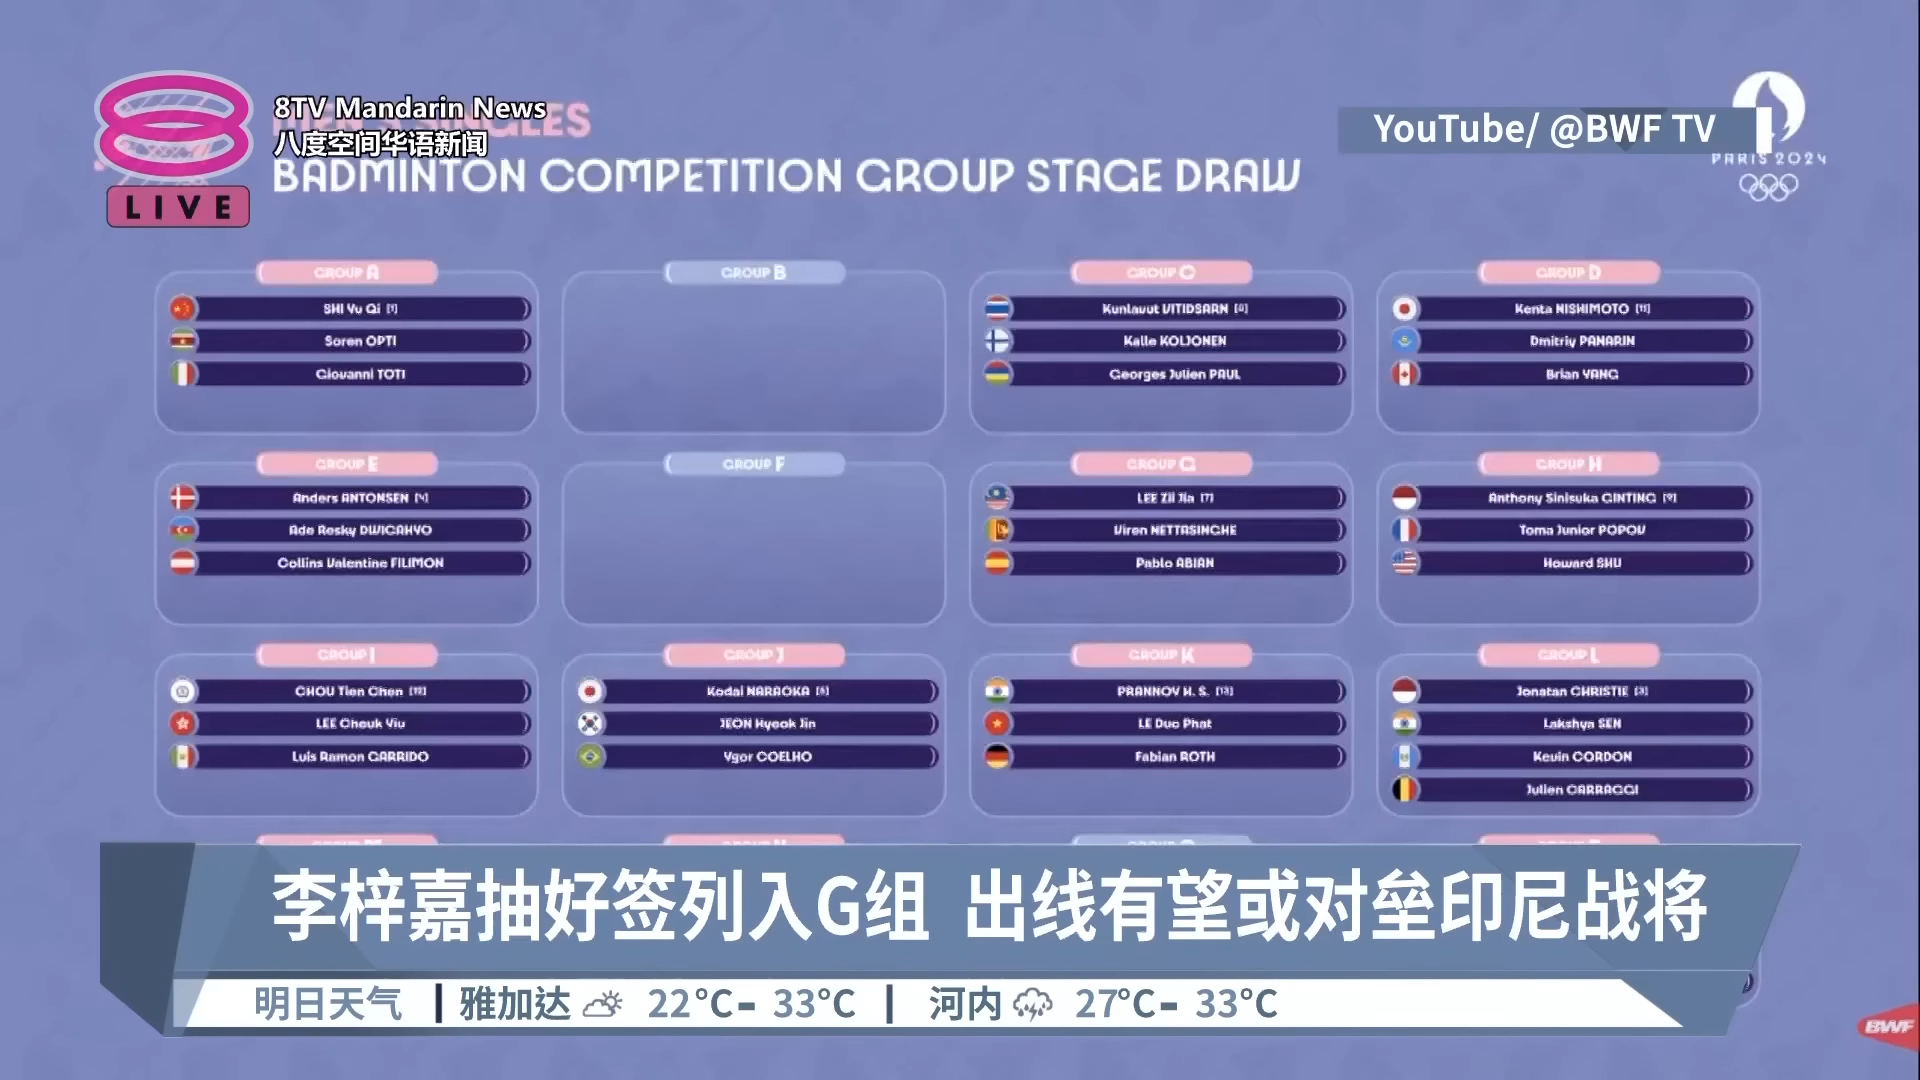 8TV Mandarin News
八度空间华语新闻
LIVE
BADMINTON COMPETITION GROUP STAGE DRAW
YouTube/ @BWF TV
PARIS 2024
GROUP A
SHI Yu Qi [1]
Soren OPTI
Giovanni TOTI
GROUP B
GROUP C
Kunlavut VITIDSARN [8]
Kalle KOLJONEN
Georges Julien PAUL
GROUP D
Kenta NISHIMOTO [11]
Dmitriy PANARIN
Brian YANG
GROUP E
Anders ANTONSEN [4]
Ade Resky DWICAHYO
Collins Valentine FILIMON
GROUP F
GROUP G
LEE Zii Jia [7]
Viren NETTASINGHE
Pablo ABIAN
GROUP H
Anthony Sinisuka GINTING [9]
Toma Junior POPOV
Howard SHU
GROUP I
CHOU Tien Chen [12]
LEE Cheuk Yiu
Luis Ramon GARRIDO
GROUP J
Kodai NARAOKA [6]
JEON Hyeok Jin
Ygor COELHO
GROUP K
PRANNOY H. S. [13]
LE Duc Phat
Fabian ROTH
GROUP L
Jonatan CHRISTIE [3]
Lakshya SEN
Kevin CORDON
Julien CARRAGGI
李梓嘉抽好签列入G组 出线有望或对垒印尼战将
明日天气 | 雅加达 22°C- 33°C | 河内 27°C- 33°C
BWF